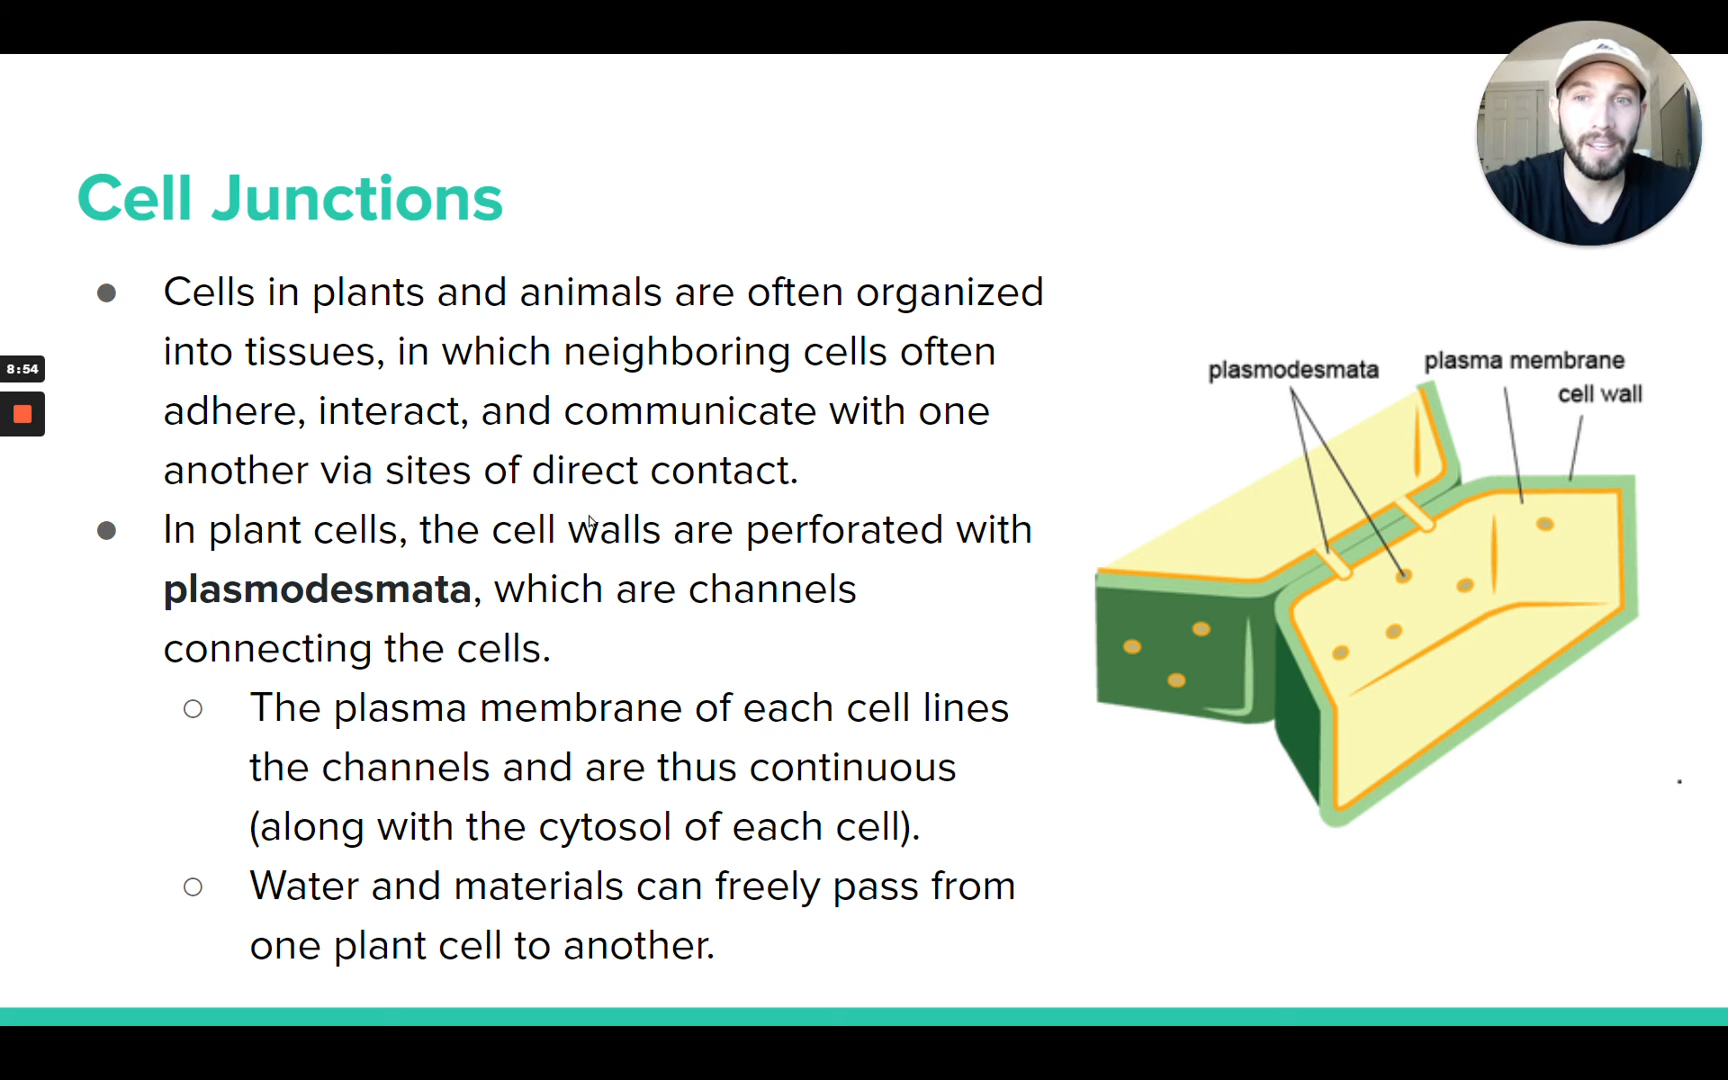 Cell Junctions
● Cells in plants and animals are often organized
into tissues, in which neighboring cells often
adhere, interact, and communicate with one
another via sites of direct contact.
● In plant cells, the cell walls are perforated with
plasmodesmata, which are channels
connecting the cells.
○ The plasma membrane of each cell lines
the channels and are thus continuous
(along with the cytosol of each cell).
○ Water and materials can freely pass from
one plant cell to another.
8:54
plasmodesmata
plasma membrane
cell wall